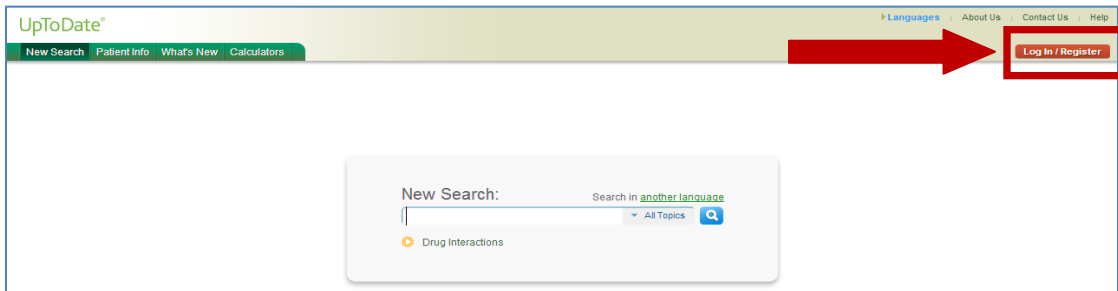 UpToDate®
Languages | About Us | Contact Us | Help
New Search Patient Info What's New Calculators
Log In / Register
New Search:
Search in another language
All Topics
Drug Interactions